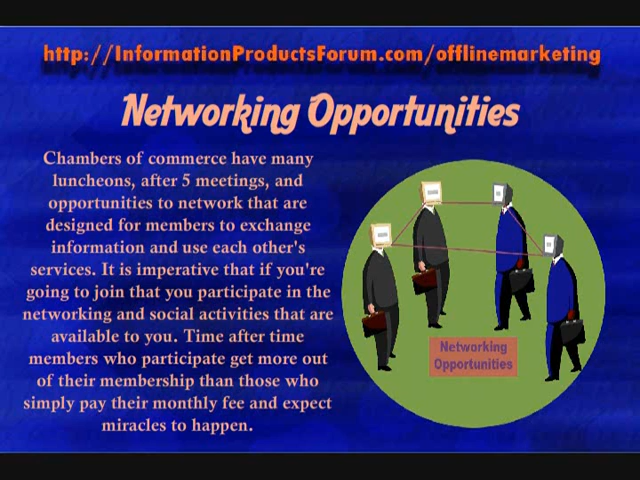 http://InformationProductsForum.com/offlinemarketing
Networking Opportunities
Chambers of commerce have many
luncheons, after 5 meetings, and
opportunities to network that are
designed for members to exchange
information and use each other's
services. It is imperative that if you're
going to join that you participate in the
networking and social activities that are
available to you. Time after time
members who participate get more out
of their membership than those who
simply pay their monthly fee and expect
miracles to happen.
Networking
Opportunities